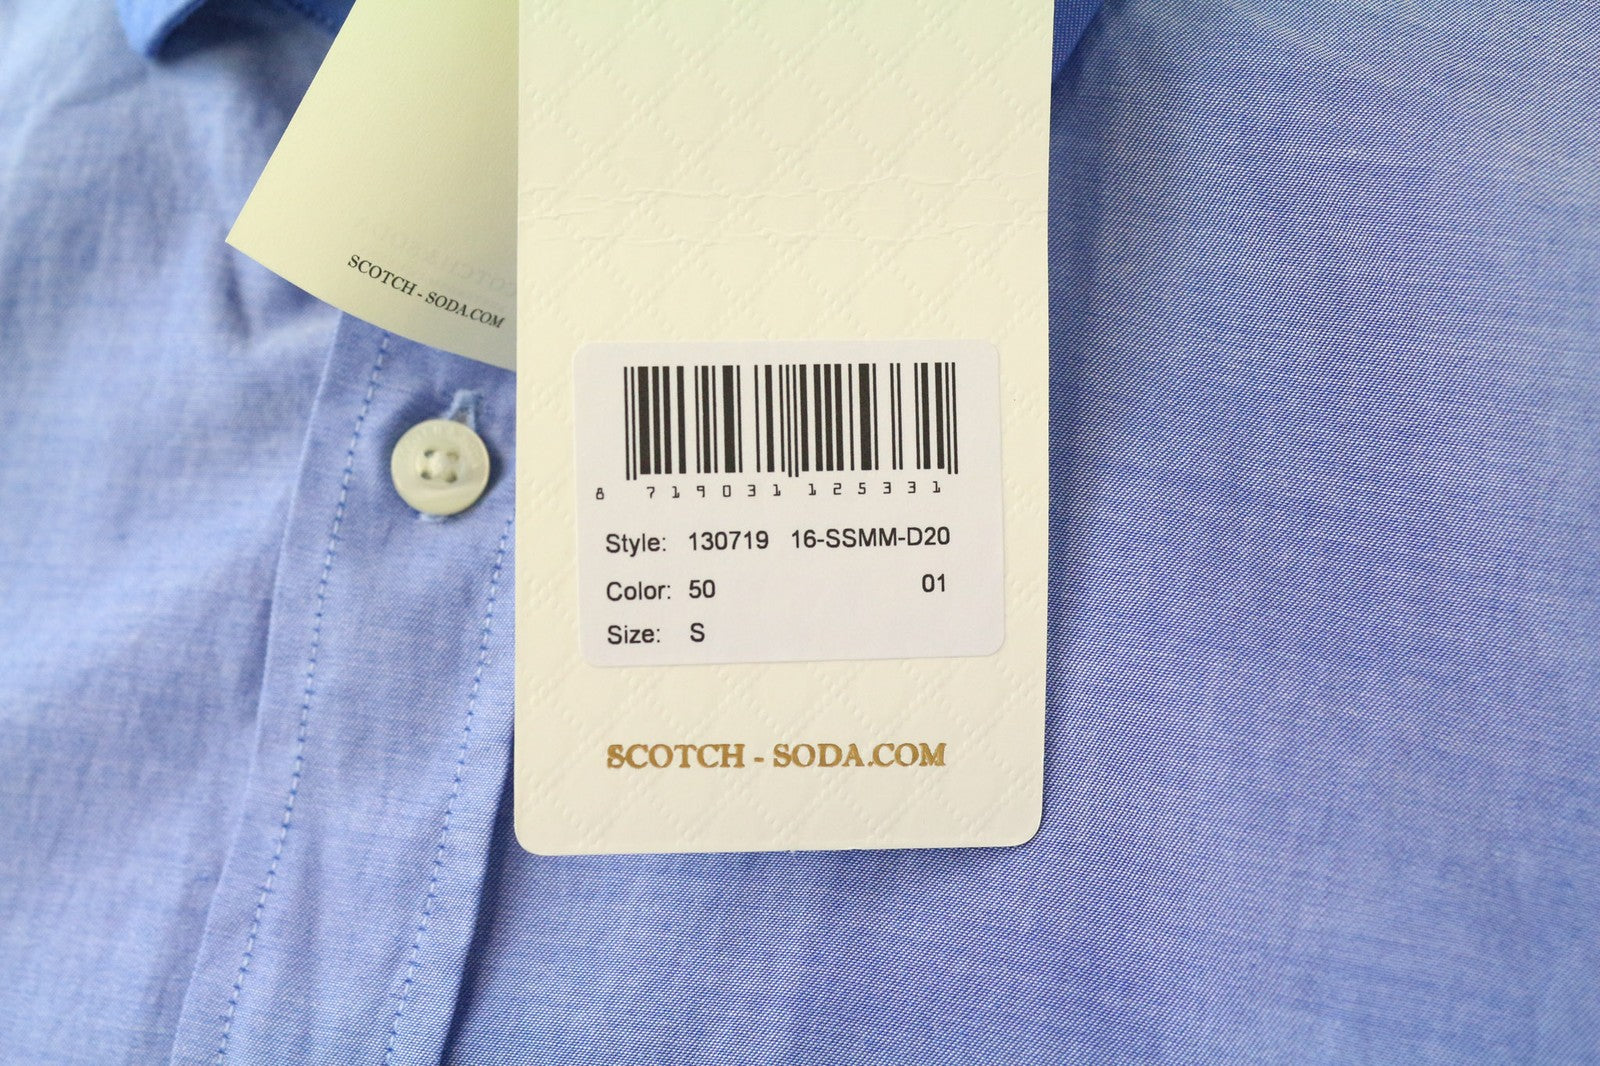 SCOTCH - SODA.COM
8 719031 125331
Style: 130719 16-SSMM-D20
Color: 50 01
Size: S
SCOTCH - SODA.COM